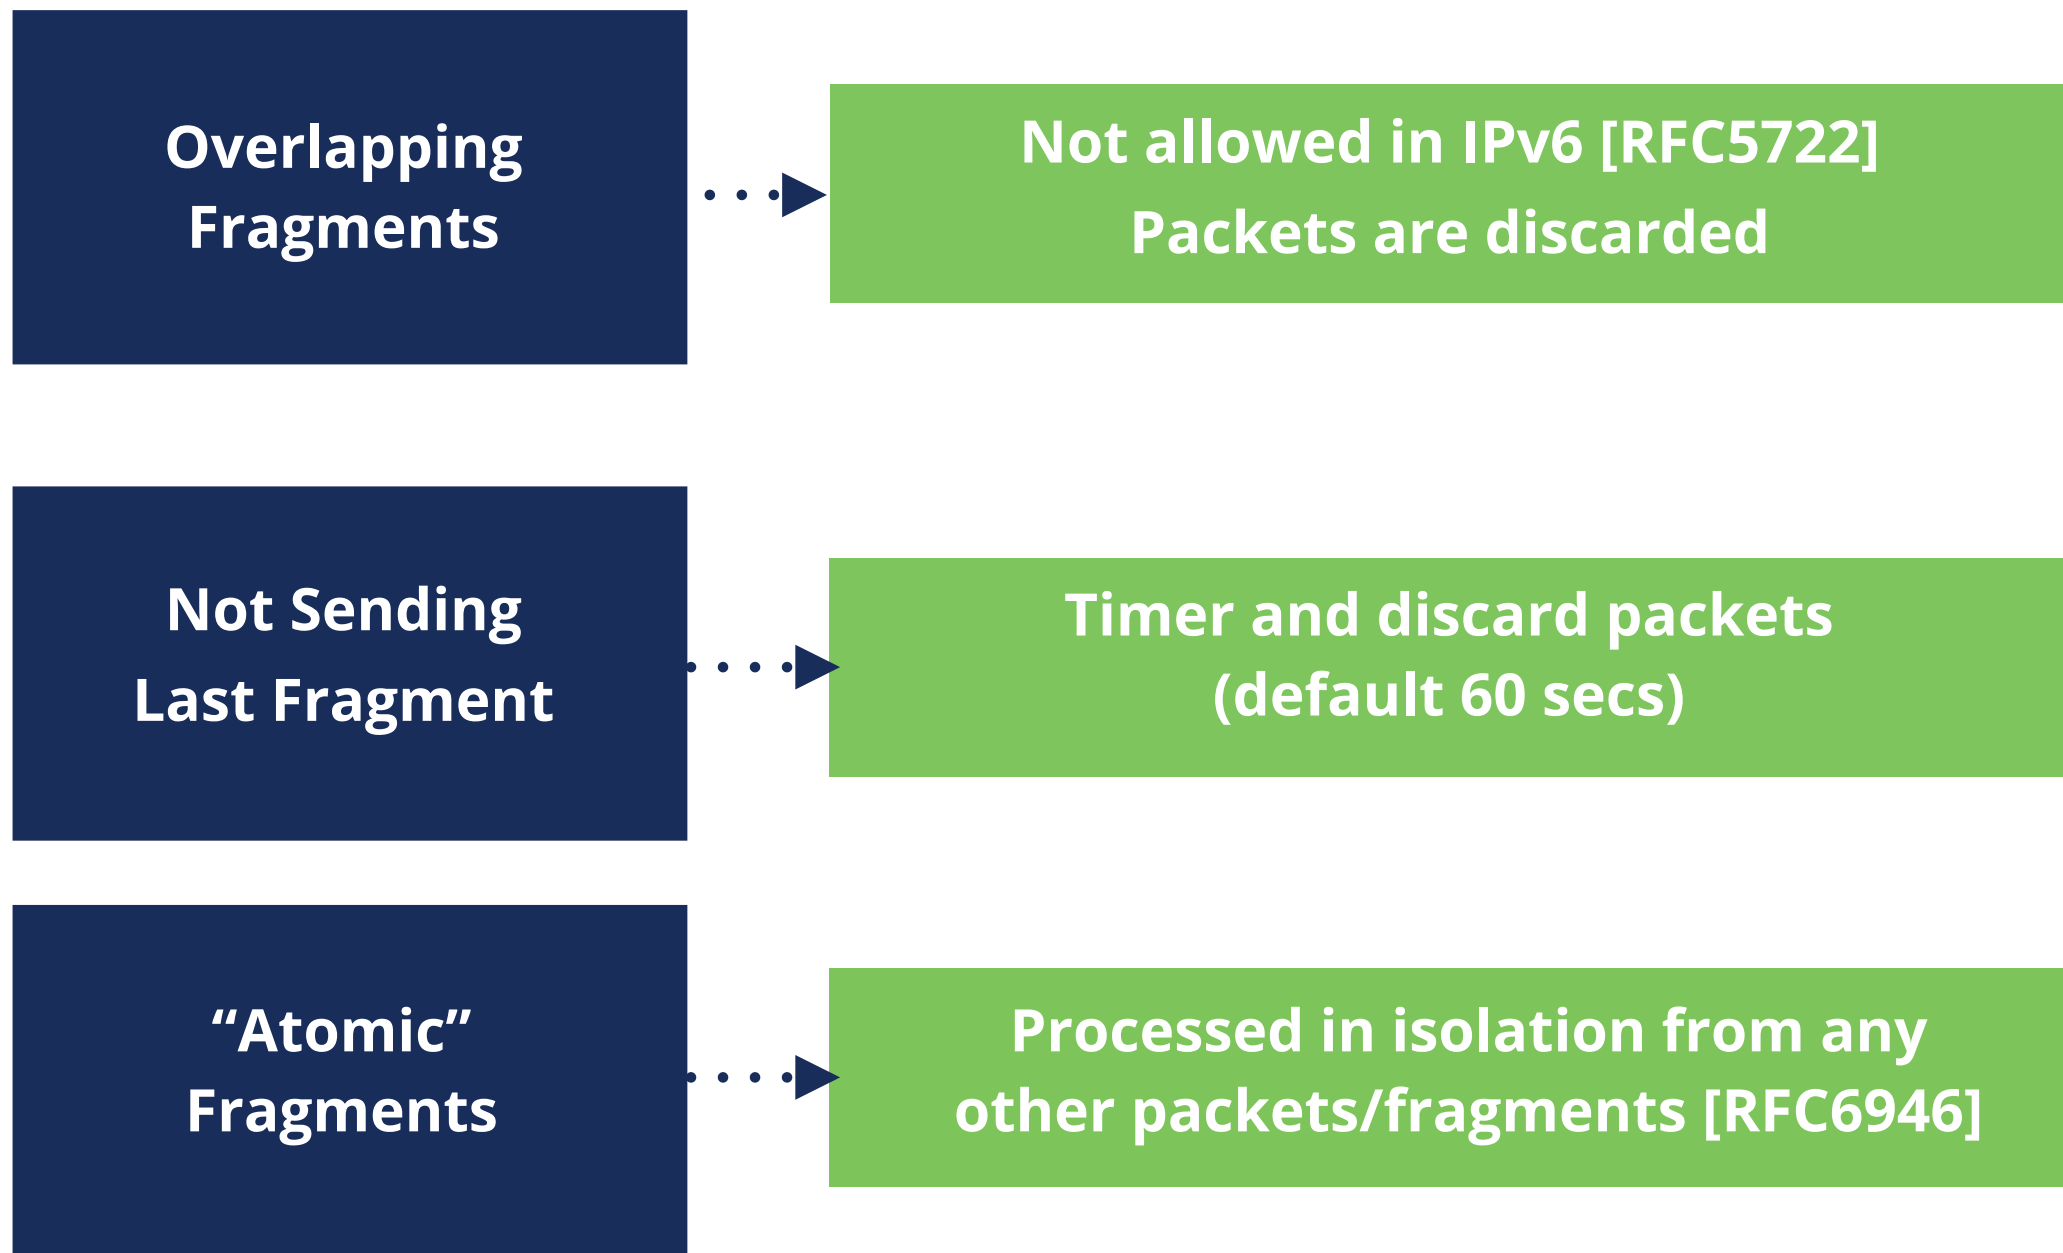 Overlapping
Fragments
Not allowed in IPv6 [RFC5722]
Packets are discarded
Not Sending
Last Fragment
Timer and discard packets
(default 60 secs)
“Atomic”
Fragments
Processed in isolation from any
other packets/fragments [RFC6946]